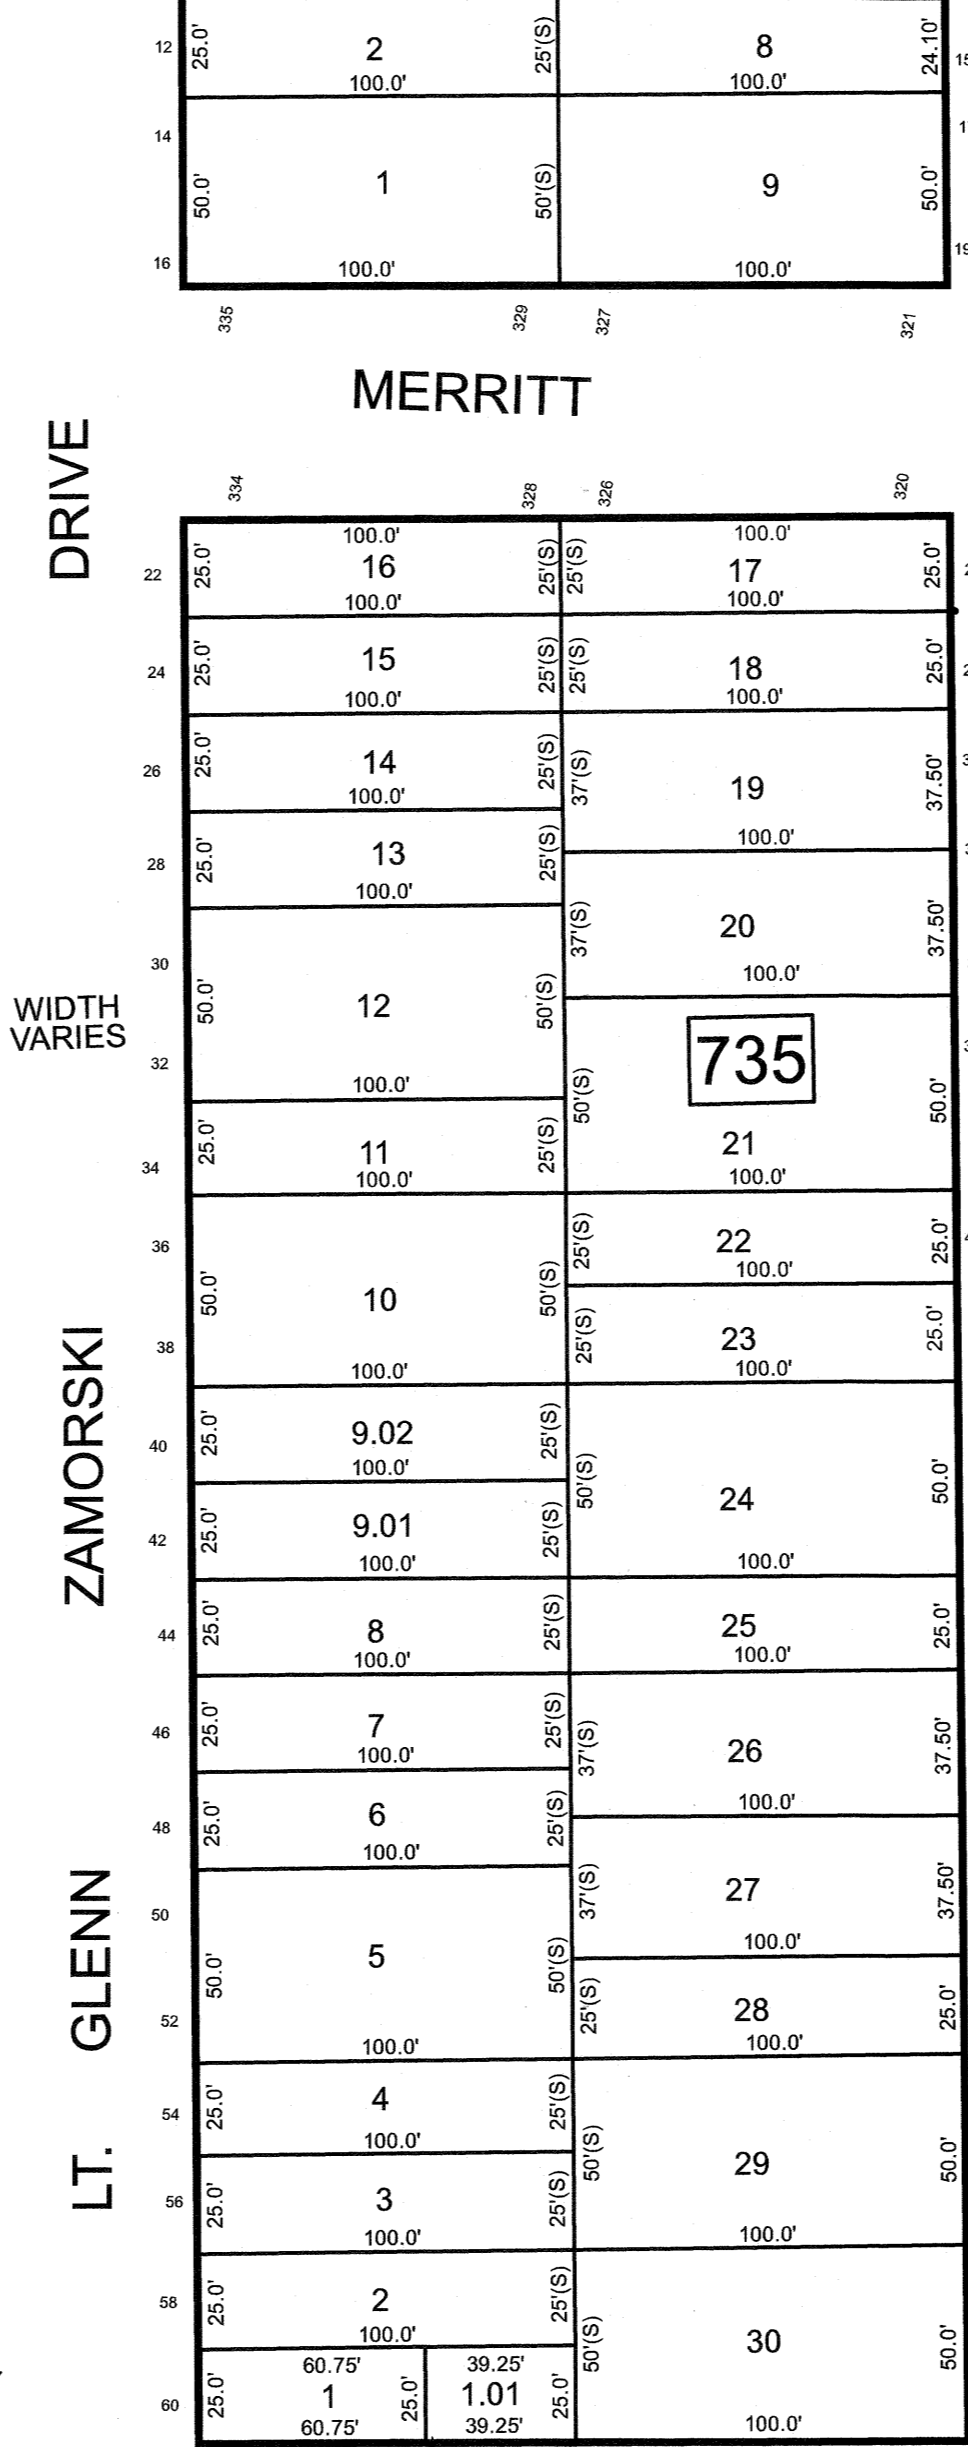 12 25.0' 2 25'(S) 8 24.10'
100.0' 100.0'
14
50.0' 1 50'(S) 9 50.0'
16 100.0' 100.0'
335 329 327 321
MERRITT
DRIVE
334 328 326 320
100.0' 100.0'
22 25.0' 16 25'(S) 25'(S) 17 25.0'
100.0' 100.0'
24 25.0' 15 25'(S) 25'(S) 18 25.0'
100.0' 100.0'
26 25.0' 14 25'(S) 37'(S) 19 37.50'
100.0' 100.0'
28 25.0' 13 25'(S)
100.0'
37'(S) 20 37.50'
30 100.0'
50.0' 12 50'(S)
WIDTH
VARIES
735
32 100.0' 50'(S) 50.0'
34 25.0' 11 25'(S) 21
100.0' 100.0'
36 25'(S) 22 25.0'
100.0'
50.0' 10 50'(S)
38 25'(S) 23 25.0'
100.0' 100.0'
ZAMORSKI
40 25.0' 9.02 25'(S)
100.0'
50'(S) 24 50.0'
42 25.0' 9.01 25'(S)
100.0' 100.0'
44 25.0' 8 25'(S) 25 25.0'
100.0' 100.0'
46 25.0' 7 25'(S) 37'(S) 26 37.50'
100.0' 100.0'
48 25.0' 6 25'(S)
100.0'
GLENN
50 37'(S) 27 37.50'
100.0'
50.0' 5 50'(S)
52 25'(S) 28 25.0'
100.0' 100.0'
54 25.0' 4 25'(S)
100.0'
LT.
50'(S) 29 50.0'
56 25.0' 3 25'(S)
100.0' 100.0'
58 25.0' 2 25'(S)
100.0'
50'(S) 30 50.0'
60.75' 39.25'
60 25.0' 1 25.0' 1.01 25.0'
60.75' 39.25' 100.0'